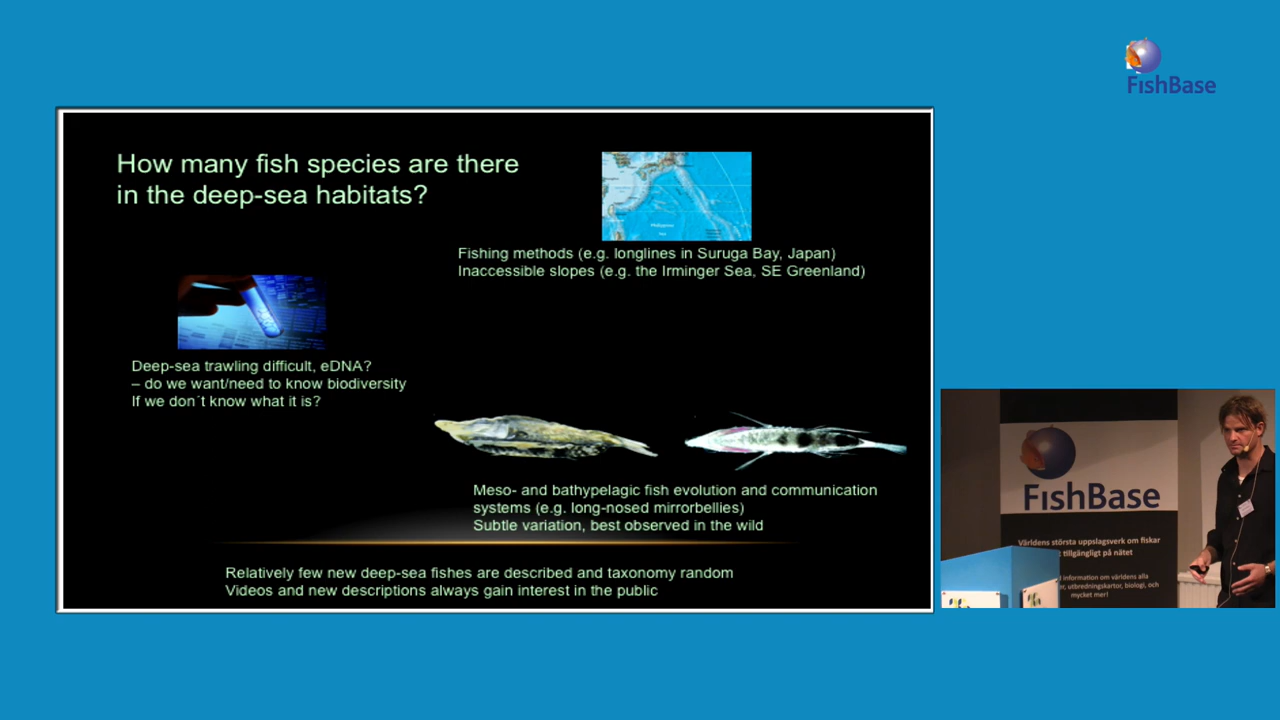 FishBase
How many fish species are there
in the deep-sea habitats?
Fishing methods (e.g. longlines in Suruga Bay, Japan)
Inaccessible slopes (e.g. the Irminger Sea, SE Greenland)
Deep-sea trawling difficult, eDNA?
– do we want/need to know biodiversity
If we don´t know what it is?
Meso- and bathypelagic fish evolution and communication
systems (e.g. long-nosed mirrorbellies)
Subtle variation, best observed in the wild
Relatively few new deep-sea fishes are described and taxonomy random
Videos and new descriptions always gain interest in the public
FishBase
Världens största uppslagsverk om fiskar
tillgängligt på nätet
information om världens alla
utbredningskartor, biologi, och
mycket mer!